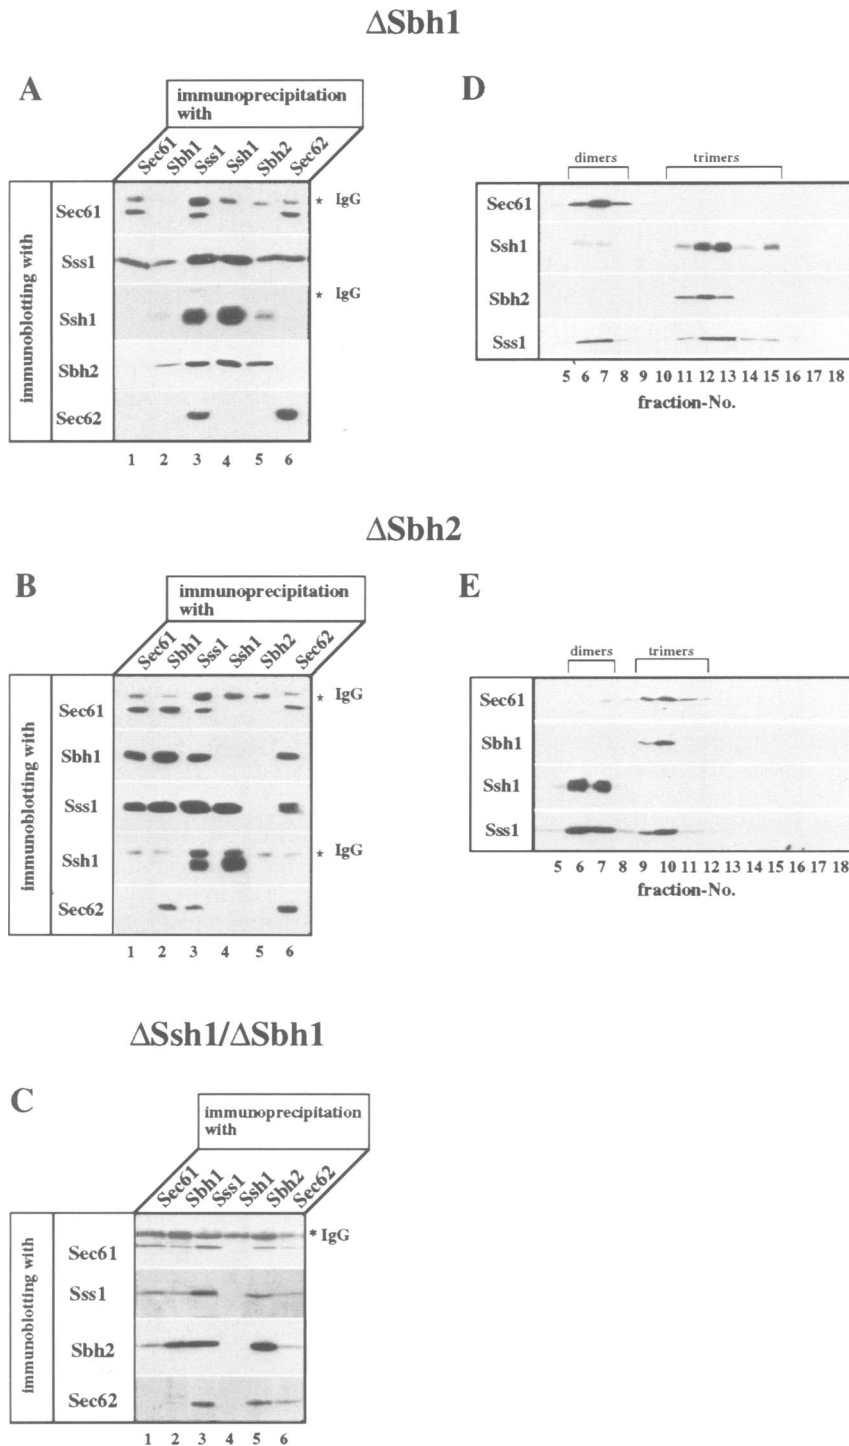 ΔSbh1
A
immunoprecipitation
with
Sec61 Sbh1 Sss1 Ssh1 Sbh2 Sec62
immunoblotting with
Sec61
* IgG
Sss1
* IgG
Ssh1
Sbh2
Sec62
1 2 3 4 5 6
D
dimers trimers
Sec61
Ssh1
Sbh2
Sss1
5 6 7 8 9 10 11 12 13 14 15 16 17 18
fraction-No.
ΔSbh2
B
immunoprecipitation
with
Sec61 Sbh1 Sss1 Ssh1 Sbh2 Sec62
immunoblotting with
* IgG
Sec61
Sbh1
Sss1
Ssh1
* IgG
Sec62
1 2 3 4 5 6
E
dimers trimers
Sec61
Sbh1
Ssh1
Sss1
5 6 7 8 9 10 11 12 13 14 15 16 17 18
fraction-No.
ΔSsh1/ΔSbh1
C
immunoprecipitation
with
Sec61 Sbh1 Sss1 Ssh1 Sbh2 Sec62
immunoblotting with
* IgG
Sec61
Sss1
Sbh2
Sec62
1 2 3 4 5 6